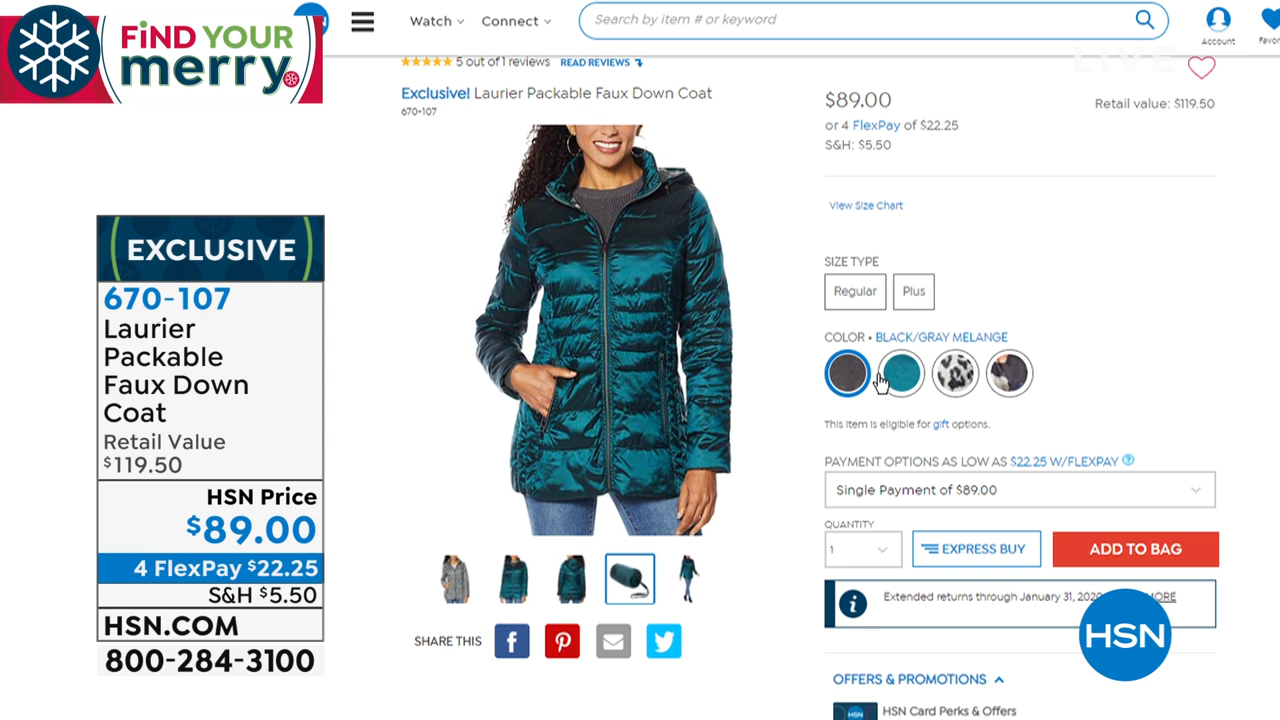 FiND YOUR
merry
Watch
Connect
Search by item # or keyword
Account
LIVE
5 out of 1 reviews READ REVIEWS
Exclusive! Laurier Packable Faux Down Coat
670-107
$89.00
Retail value: $119.50
or 4 FlexPay of $22.25
S&H: $5.50
View Size Chart
SIZE TYPE
Regular
Plus
COLOR • BLACK/GRAY MELANGE
This item is eligible for gift options.
PAYMENT OPTIONS AS LOW AS $22.25 W/FLEXPAY
Single Payment of $89.00
QUANTITY
1
EXPRESS BUY
ADD TO BAG
Extended returns through January 31, 2020
HSN
OFFERS & PROMOTIONS
HSN
HSN Card Perks & Offers
SHARE THIS
EXCLUSIVE
670-107
Laurier
Packable
Faux Down
Coat
Retail Value
$119.50
HSN Price
$89.00
4 FlexPay $22.25
S&H $5.50
HSN.COM
800-284-3100